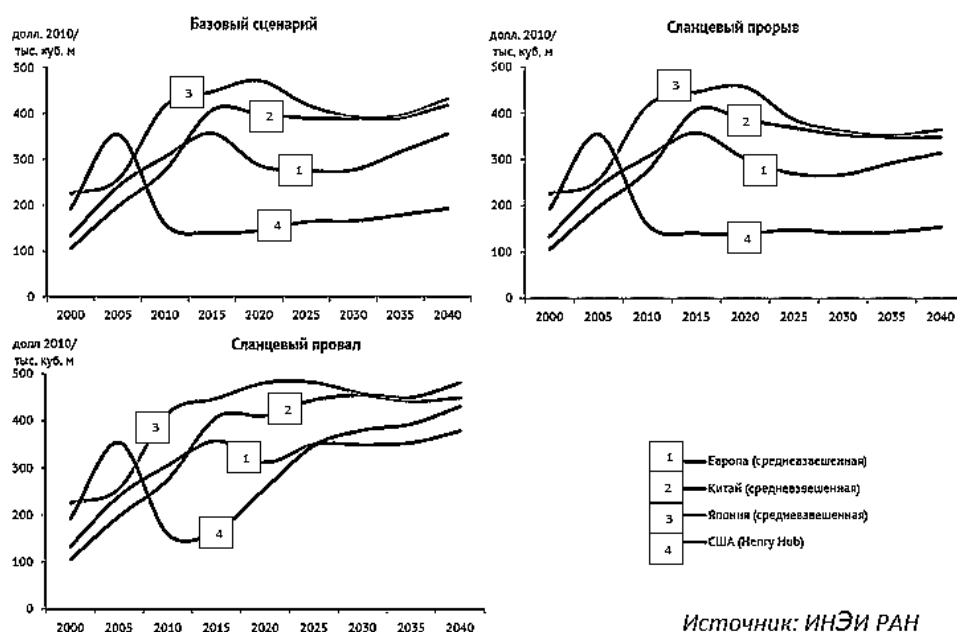 Базовый сценарий
долл. 2010/
тыс. куб. м
500
400
300
200
100
0
3
2
1
4
2000 2005 2010 2015 2020 2025 2030 2035 2040
Сланцевый прорыв
долл. 2010/
тыс. куб. м
500
400
300
200
100
0
3
2
1
4
2000 2005 2010 2015 2020 2025 2030 2035 2040
Сланцевый провал
долл 2010/
тыс. куб. м
500
400
300
200
100
0
3
2
1
4
2000 2005 2010 2015 2020 2025 2030 2035 2040
1 Европа (средневзвешенная)
2 Китай (средневзвешенная)
3 Япония (средневзвешенная)
4 США (Henry Hub)
Источник: ИНЭИ РАН